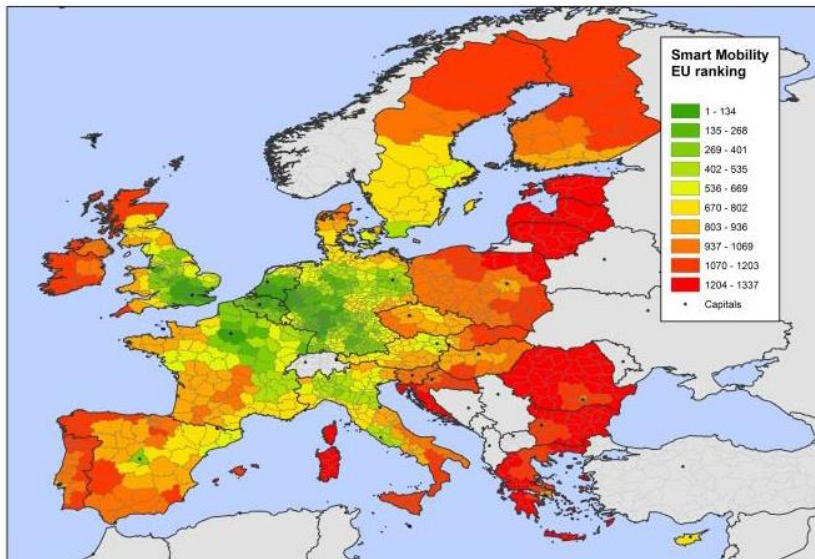 Smart Mobility
EU ranking
1 - 134
135 - 268
269 - 401
402 - 535
536 - 669
670 - 802
803 - 936
937 - 1069
1070 - 1203
1204 - 1337
Capitals